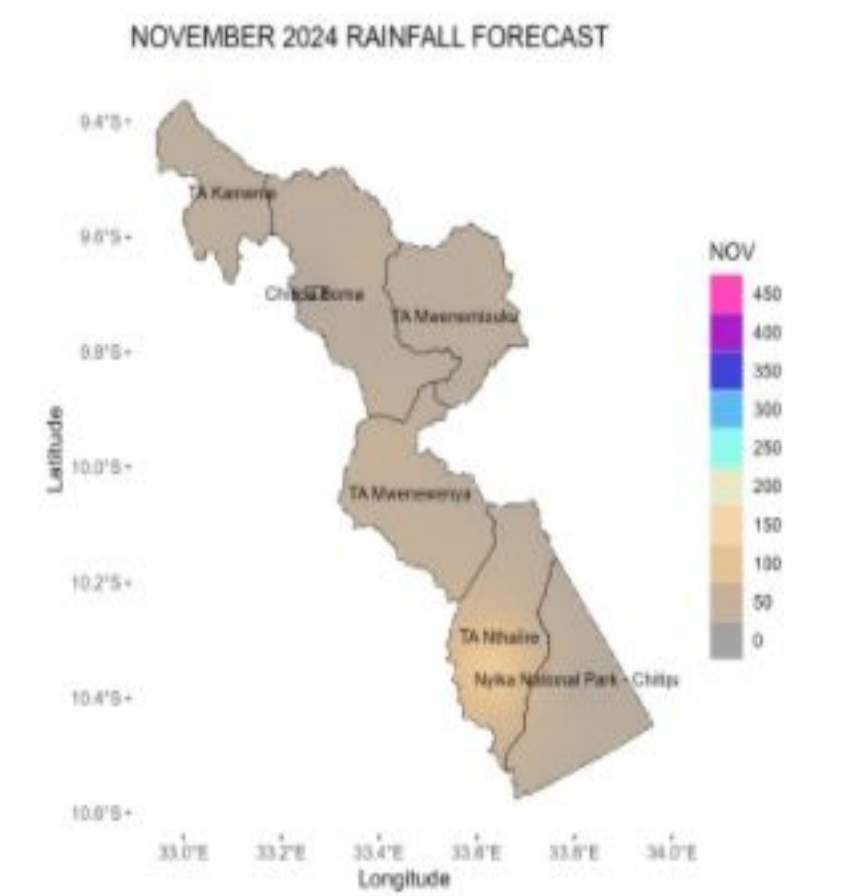 NOVEMBER 2024 RAINFALL FORECAST
9.4°S
TA Kameme
9.6°S
NOV
450
Boma
TA Mwenemisuku
400
9.8°S
350
300
Latitude
250
10.0°S
200
TA Mwenewenya
150
100
10.2°S
50
TA Nthalire
0
Nyika National Park - Chitipa
10.4°S
10.6°S
33.0°E 33.2°E 33.4°E 33.6°E 33.8°E 34.0°E
Longitude